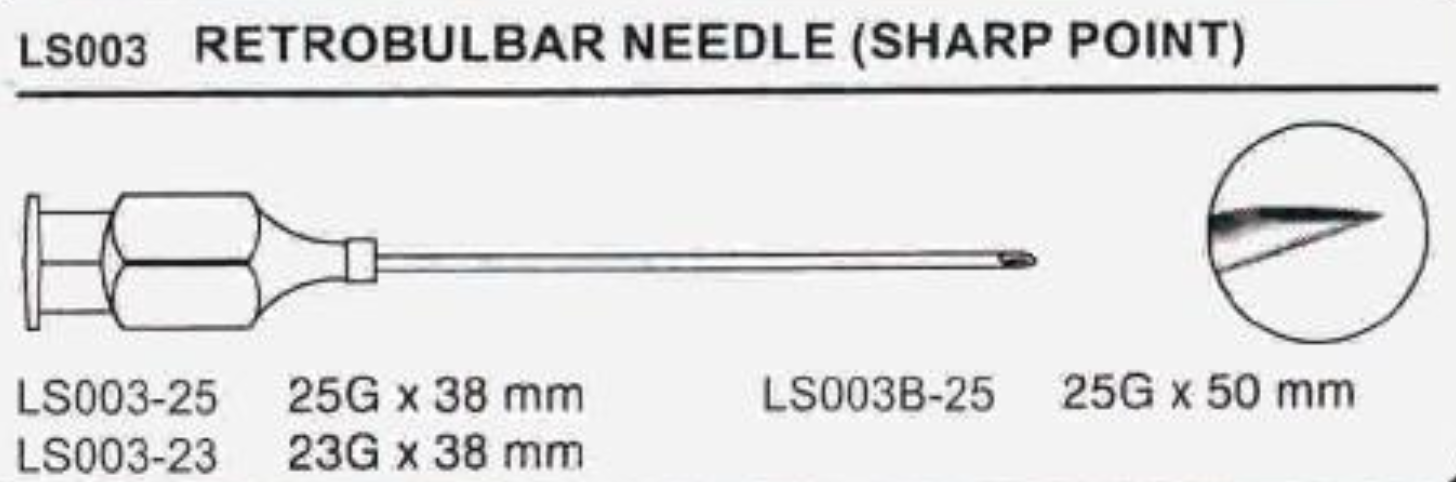 LS003 RETROBULBAR NEEDLE (SHARP POINT)
LS003-25 25G x 38 mm LS003B-25 25G x 50 mm
LS003-23 23G x 38 mm